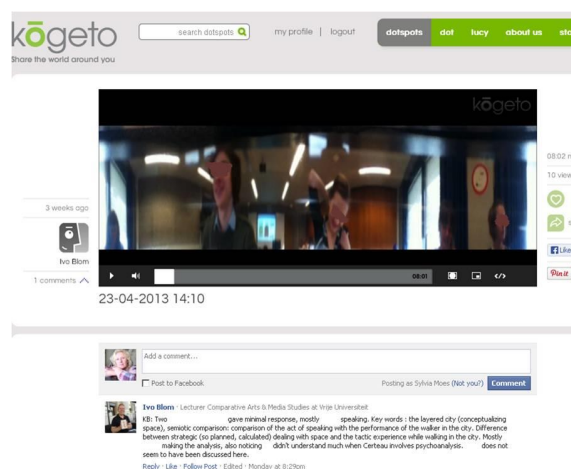 kōgeto
Share the world around you
search dotspots
my profile | logout
dotspots dot lucy about us
kōgeto
3 weeks ago
Ivo Blom
1 comments
08:02
10
08:01
Like
Pin it
23-04-2013 14:10
Add a comment...
Post to Facebook
Posting as Sylvia Moes (Not you?) Comment
Ivo Blom · Lecturer Comparative Arts & Media Studies at Vrije Universiteit
KB: Two gave minimal response, mostly speaking. Key words : the layered city (conceptualizing
space), semiotic comparison: comparison of the act of speaking with the performance of the walker in the city. Difference
between strategic (so planned, calculated) dealing with space and the tactic experience while walking in the city. Mostly
making the analysis, also noticing didn't understand much when Certeau involves psychoanalysis. does not
seem to have been discussed here.
Reply · Like · Follow Post · Edited · Monday at 8:29pm